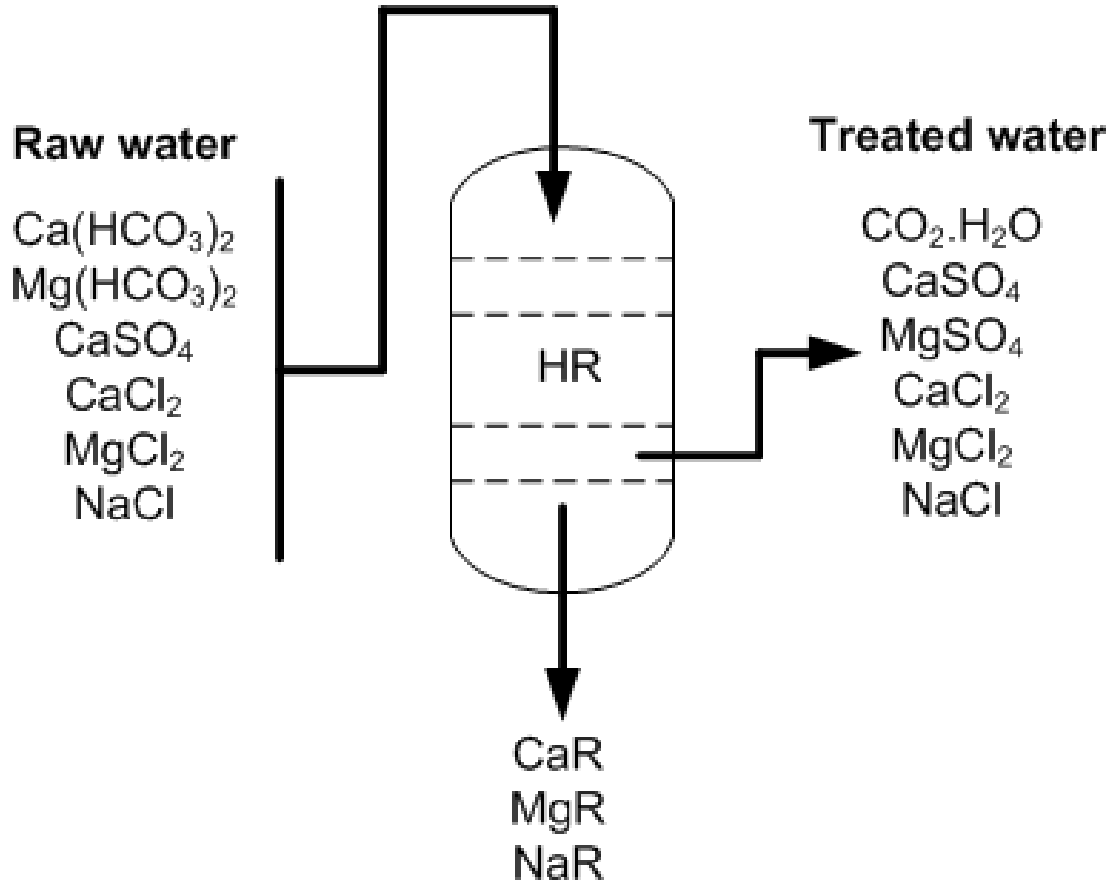 Raw water
Ca(HCO₃)₂
Mg(HCO₃)₂
CaSO₄
CaCl₂
MgCl₂
NaCl
HR
Treated water
CO₂.H₂O
CaSO₄
MgSO₄
CaCl₂
MgCl₂
NaCl
CaR
MgR
NaR